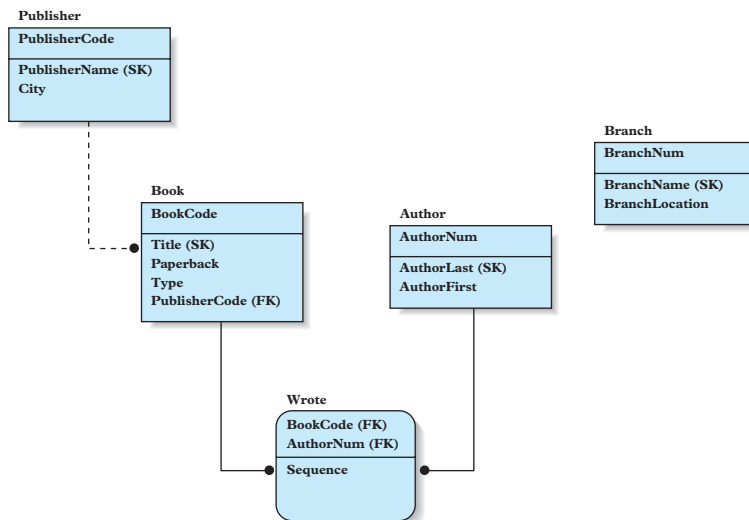 Publisher
PublisherCode
PublisherName (SK)
City
Branch
BranchNum
BranchName (SK)
BranchLocation
Book
BookCode
Title (SK)
Paperback
Type
PublisherCode (FK)
Author
AuthorNum
AuthorLast (SK)
AuthorFirst
Wrote
BookCode (FK)
AuthorNum (FK)
Sequence